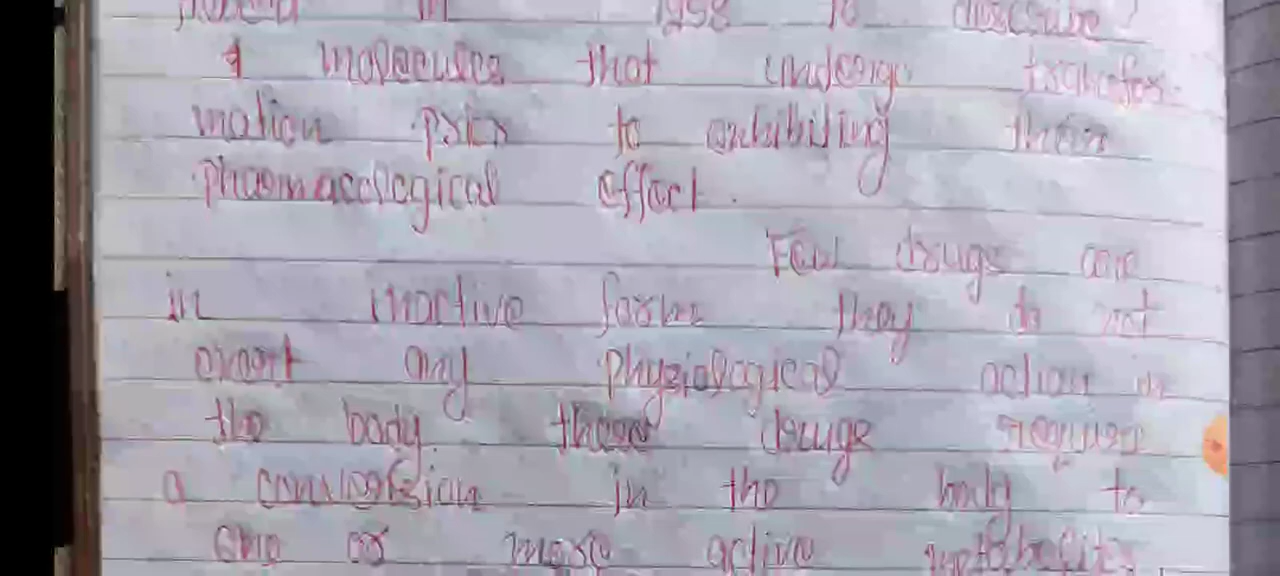 in 1958 to describe
molecules that undergo transfor-
mation prior to exhibiting their
pharmacological effect.
Few drugs are
in inactive form they do not
exert any physiological action in
the body. these drugs require
a conversion in the body to
one or more active metabolites.